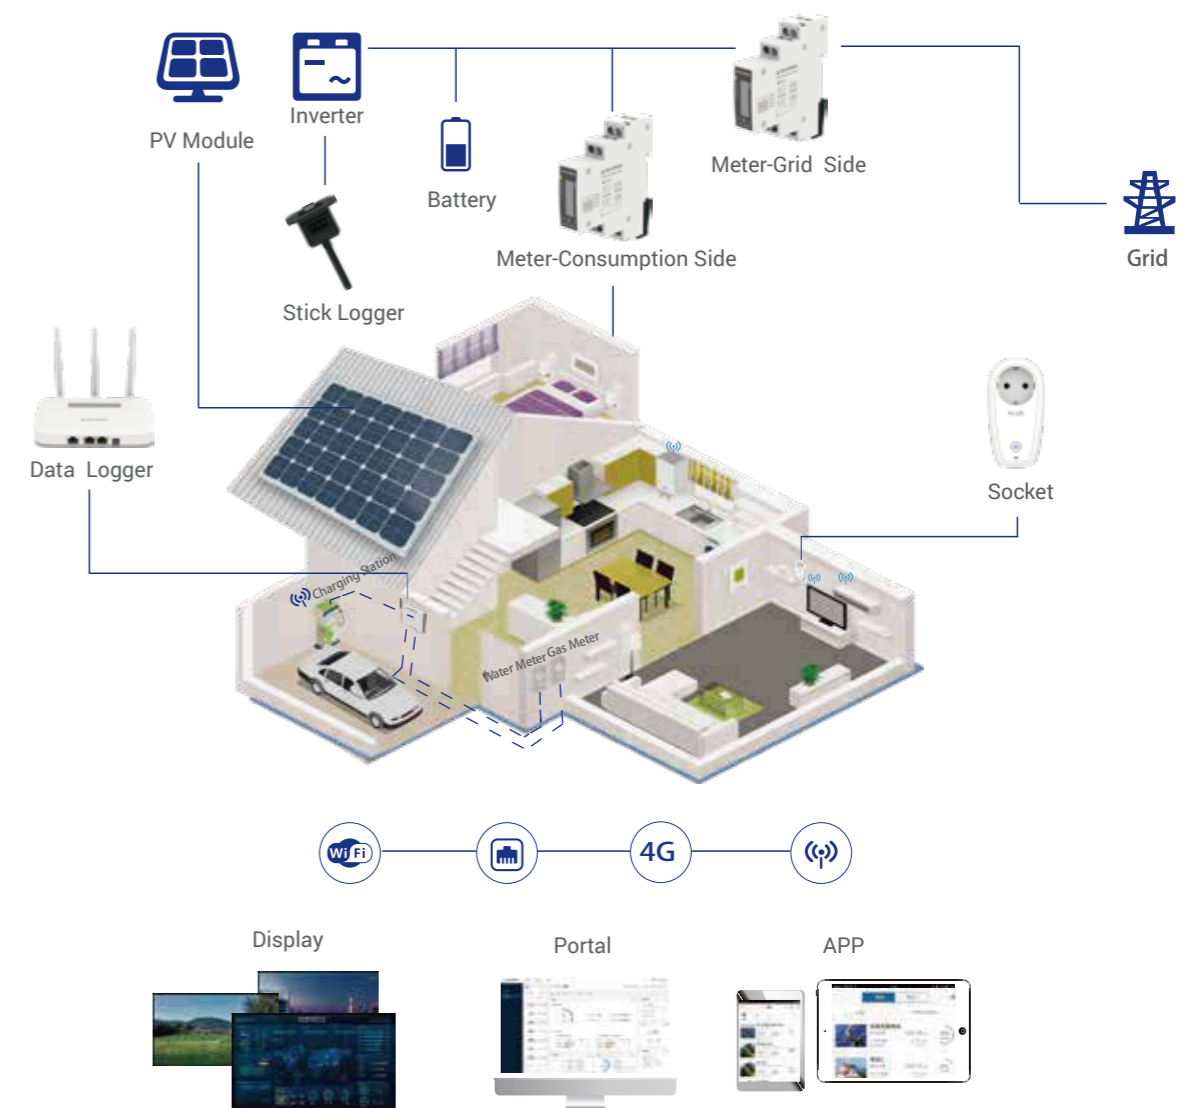 PV Module
Inverter
Battery
Meter-Grid Side
Meter-Consumption Side
Grid
Stick Logger
Data Logger
Socket
Charging Station
Water Meter Gas Meter
Wi Fi
4G
Display
Portal
APP